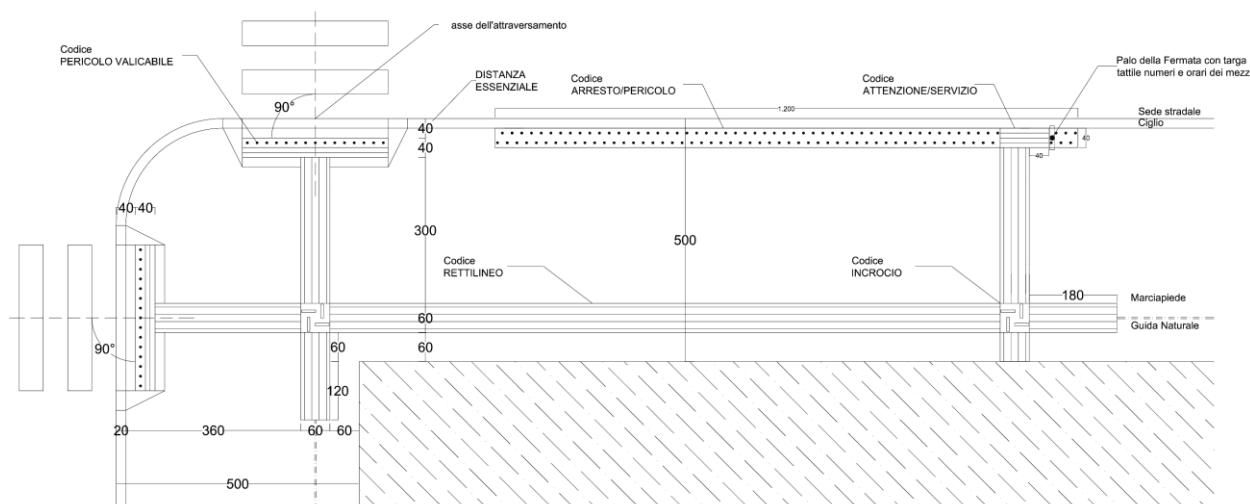 asse dell'attraversamento
Codice
PERICOLO VALICABILE
DISTANZA
ESSENZIALE
Codice
ARRESTO/PERICOLO
Codice
ATTENZIONE/SERVIZIO
Palo della Fermata con targa
tattile numeri e orari dei mezz
90°
1.200
Sede stradale
Ciglio
40
40
40
40
40 40
300
500
Codice
RETTILINEO
Codice
INCROCIO
180
Marciapiede
Guida Naturale
60
60
60
90°
120
20 360 60 60
500